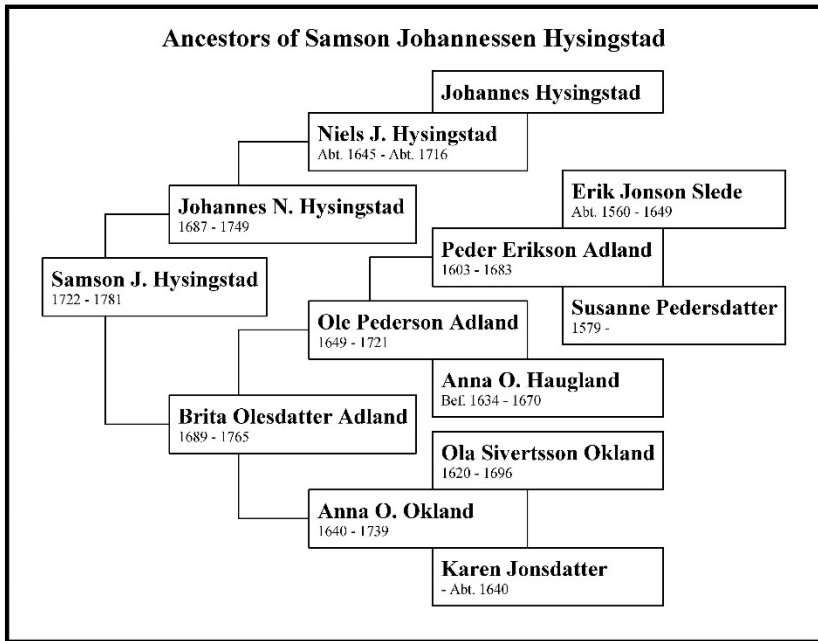 Ancestors of Samson Johannessen Hysingstad
Johannes Hysingstad
Niels J. Hysingstad
Abt. 1645 - Abt. 1716
Erik Jonson Slede
Abt. 1560 - 1649
Johannes N. Hysingstad
1687 - 1749
Peder Erikson Adland
1603 - 1683
Samson J. Hysingstad
1722 - 1781
Susanne Pedersdatter
1579 -
Ole Pederson Adland
1649 - 1721
Anna O. Haugland
Bef. 1634 - 1670
Brita Olesdatter Adland
1689 - 1765
Ola Sivertsson Okland
1620 - 1696
Anna O. Okland
1640 - 1739
Karen Jonsdatter
- Abt. 1640